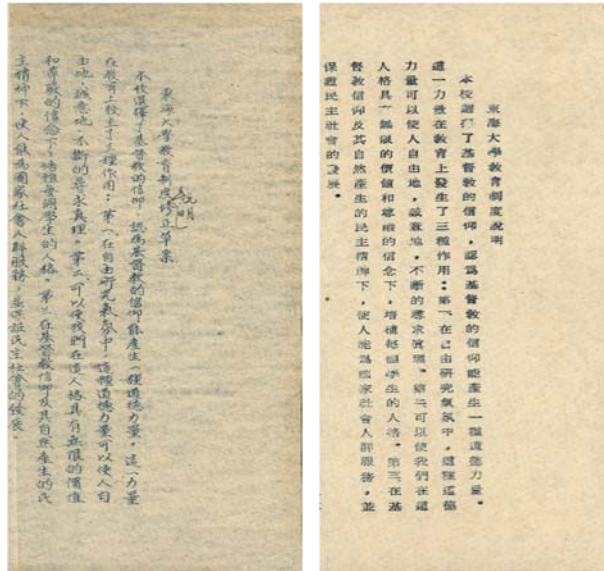 東海大學教育制度修正草案
說明
本校選擇了基督教的信仰，認為基督教的信仰能產生一種道德力量。這一力量
在教育上發生了三種作用：第一、在自由研究氣氛中，這種道德力量可以使人自
由地，誠意地，不斷的尋求真理。第二、可以使我們在這人格具有無限的價值
和尊嚴的信念下，培植每個學生的人格。第三、在基督教信仰及其自然產生的民
主精神下，使人能為國家社會人群服務，並保証民主社會的發展。
東海大學教育制度說明
本校選擇了基督教的信仰，認爲基督教的信仰能產生一種道德力量。
這一力量在教育上發生了三種作用：第一、在自由研究氣氛中，這種道德
力量可以使人自由地，誠意地，不斷的尋求眞理。第二可以使我們在這
人格具有無限的價值和尊嚴的信念下，培植每個學生的人格。第三在基
督教信仰及其自然產生的民主精神下，使人能爲國家社會人群服務，並
保證民主社會的發展。